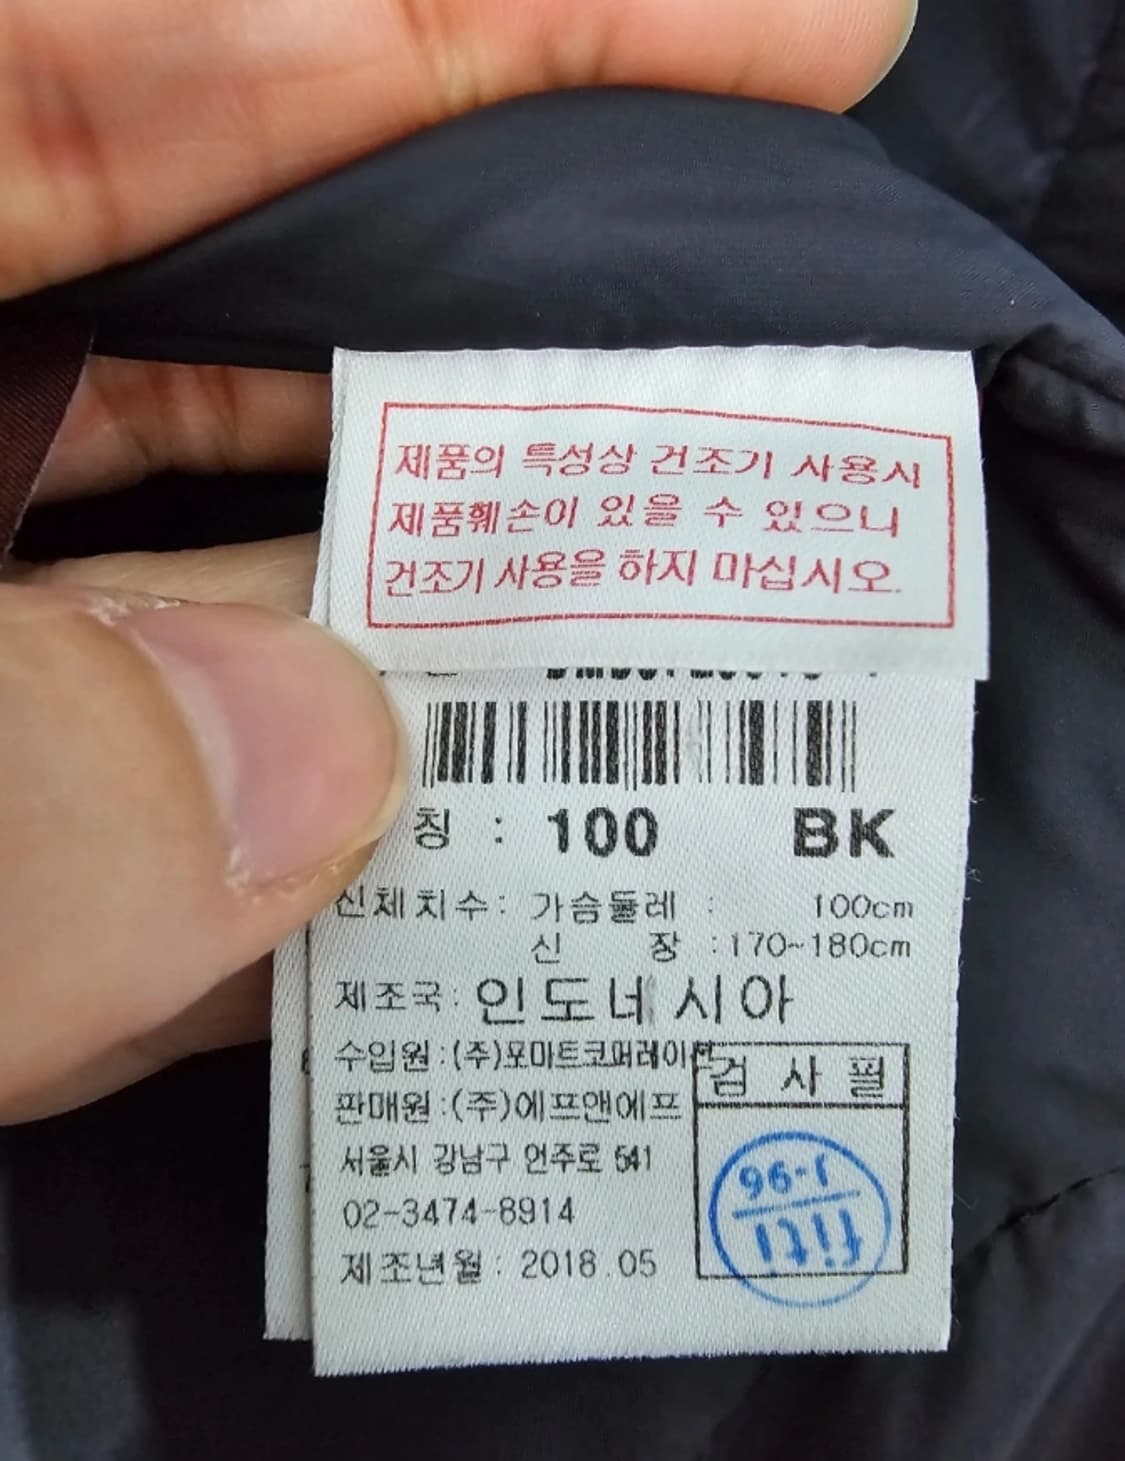 제품의 특성상 건조기 사용시
제품훼손이 있을 수 있으니
건조기 사용을 하지 마십시오.
칭 : 100 BK
신체치수: 가슴둘레 : 100cm
신 장 :170~180cm
제조국: 인도네시아
수입원:(주)포마트코퍼레이션
검 사 필
판매원:(주)에프앤에프
서울시 강남구 언주로 541
02-3474-8914
제조년월: 2018.05
J-96
fiti